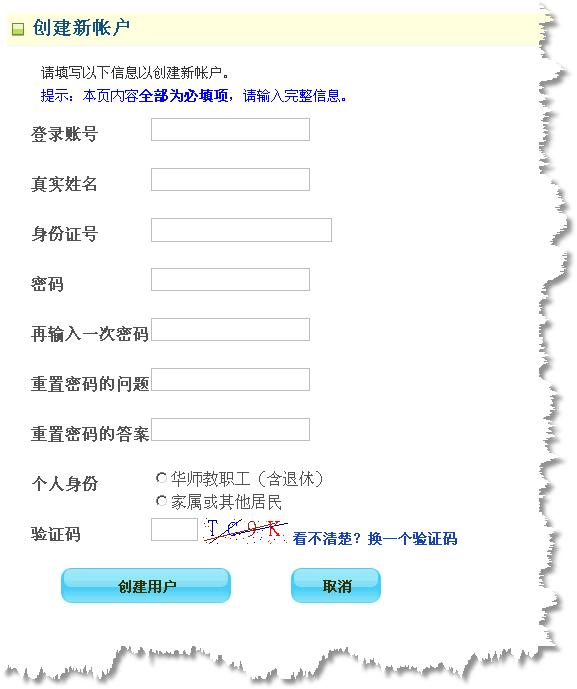 创建新帐户
请填写以下信息以创建新帐户。
提示：本页内容全部为必填项，请输入完整信息。
登录账号
真实姓名
身份证号
密码
再输入一次密码
重置密码的问题
重置密码的答案
个人身份
华师教职工（含退休）
家属或其他居民
验证码 TC9K 看不清楚？换一个验证码
创建用户 取消